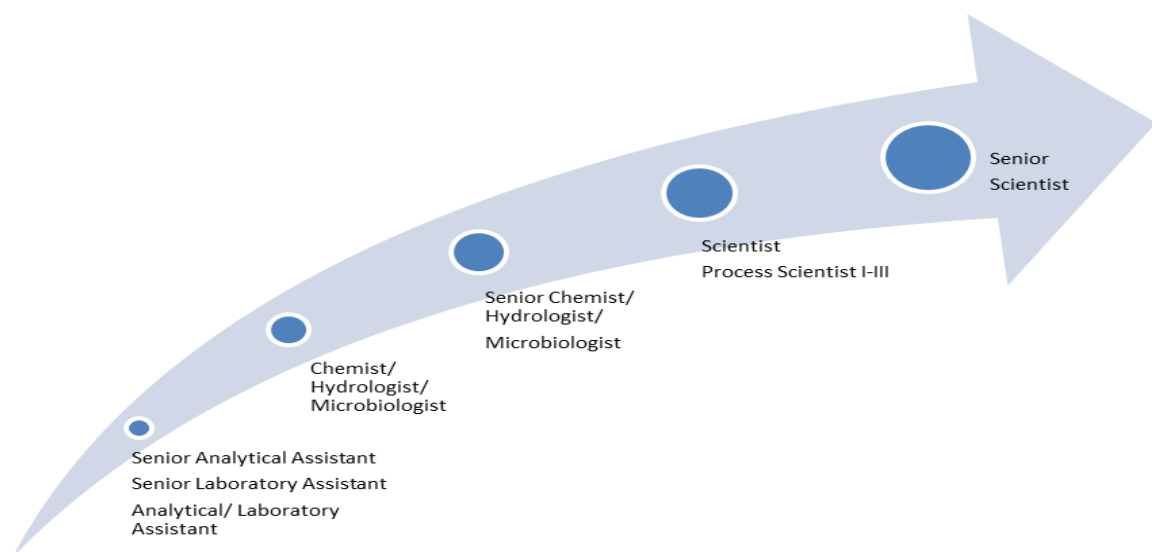 Senior
Scientist
Scientist
Process Scientist I-III
Senior Chemist/
Hydrologist/
Microbiologist
Chemist/
Hydrologist/
Microbiologist
Senior Analytical Assistant
Senior Laboratory Assistant
Analytical/ Laboratory
Assistant